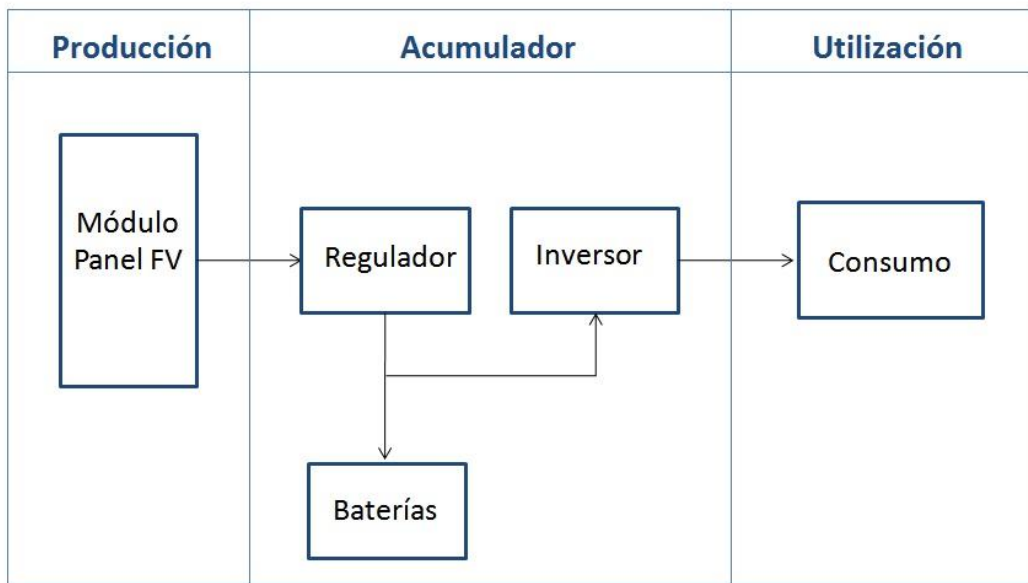 Producción
Acumulador
Utilización
Módulo
Panel FV
Regulador
Inversor
Consumo
Baterías